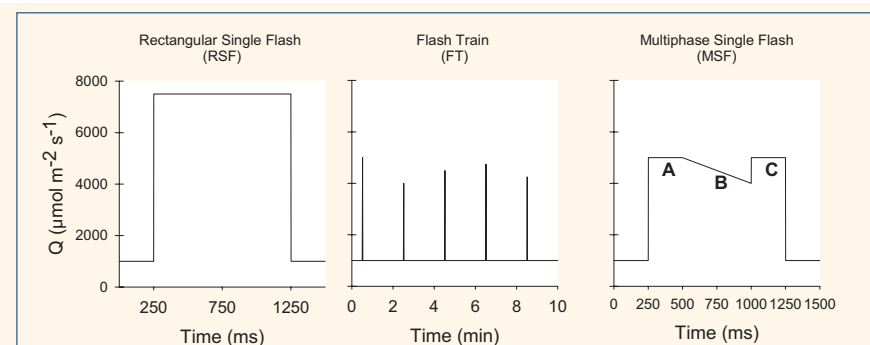 Rectangular Single Flash
(RSF)
Flash Train
(FT)
Multiphase Single Flash
(MSF)
Q (μmol m-2 s-1)
8000
6000
4000
2000
0
250
750
1250
Time (ms)
0
2
4
6
8
10
Time (min)
A
B
C
0
250
500
750
1000
1250
1500
Time (ms)